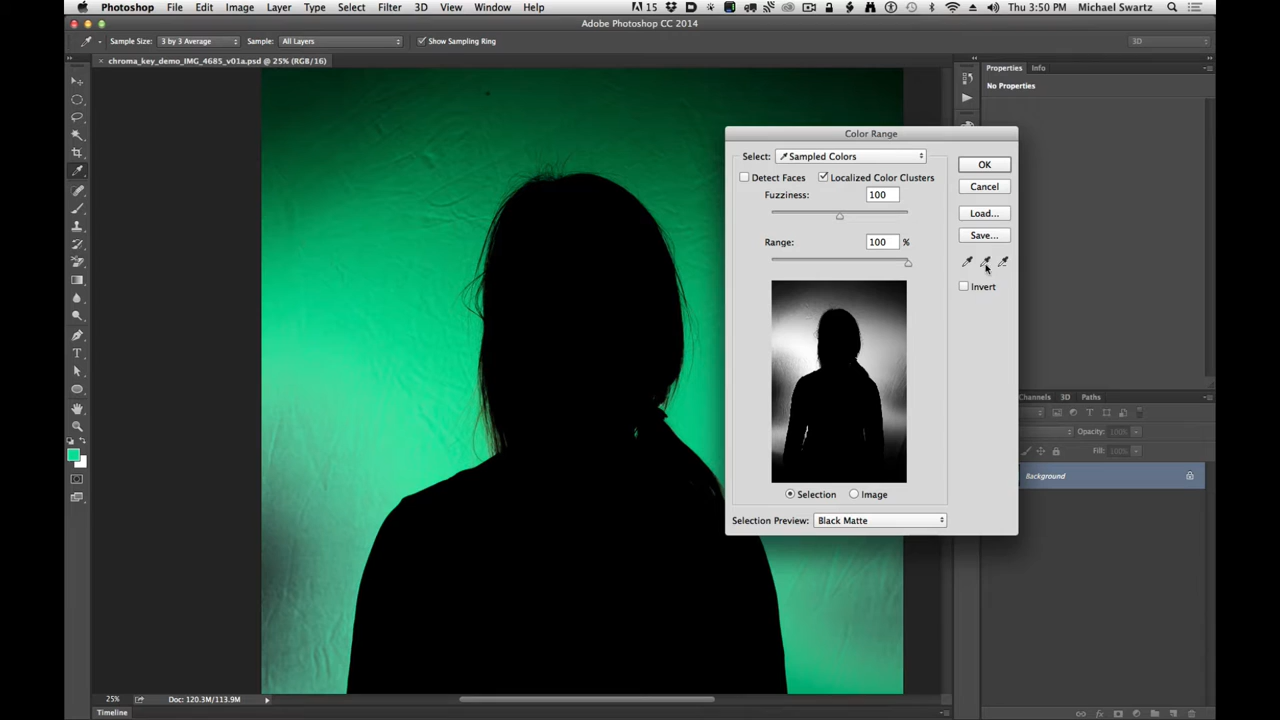 Photoshop File Edit Image Layer Type Select Filter 3D View Window Help 15 Thu 3:50 PM Michael Swartz
Adobe Photoshop CC 2014
Sample Size: 3 by 3 Average Sample: All Layers Show Sampling Ring 3D
× chroma_key_demo_IMG_4685_v01a.psd @ 25% (RGB/16)
Properties Info
No Properties
Color Range
Select: Sampled Colors
OK
Detect Faces Localized Color Clusters
Cancel
Fuzziness: 100
Load...
Save...
Range: 100 %
Invert
Channels 3D Paths
Opacity: 100%
Fill: 100%
Background
Selection Image
Selection Preview: Black Matte
25% Doc: 120.3M/113.9M
Timeline